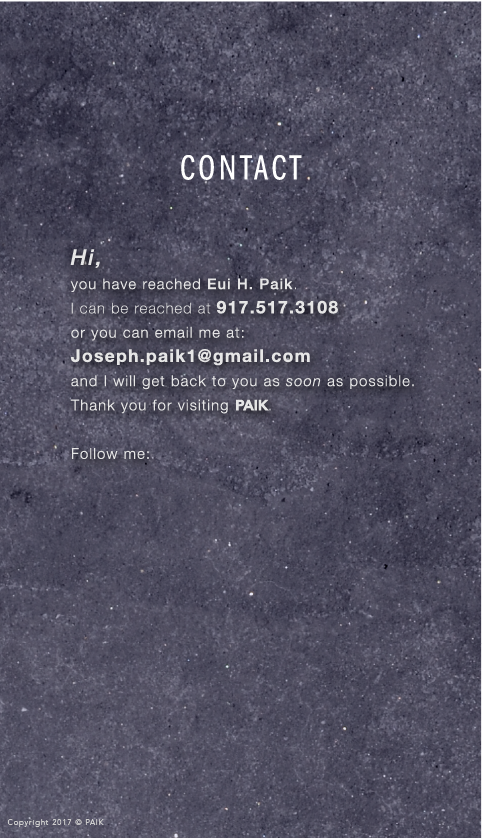 CONTACT.
Hi,
you have reached Eui H. Paik.
I can be reached at 917.517.3108
or you can email me at:
Joseph.paik1@gmail.com
and I will get back to you as soon as possible.
Thank you for visiting PAIK.
Follow me:
Copyright 2017 © PAIK